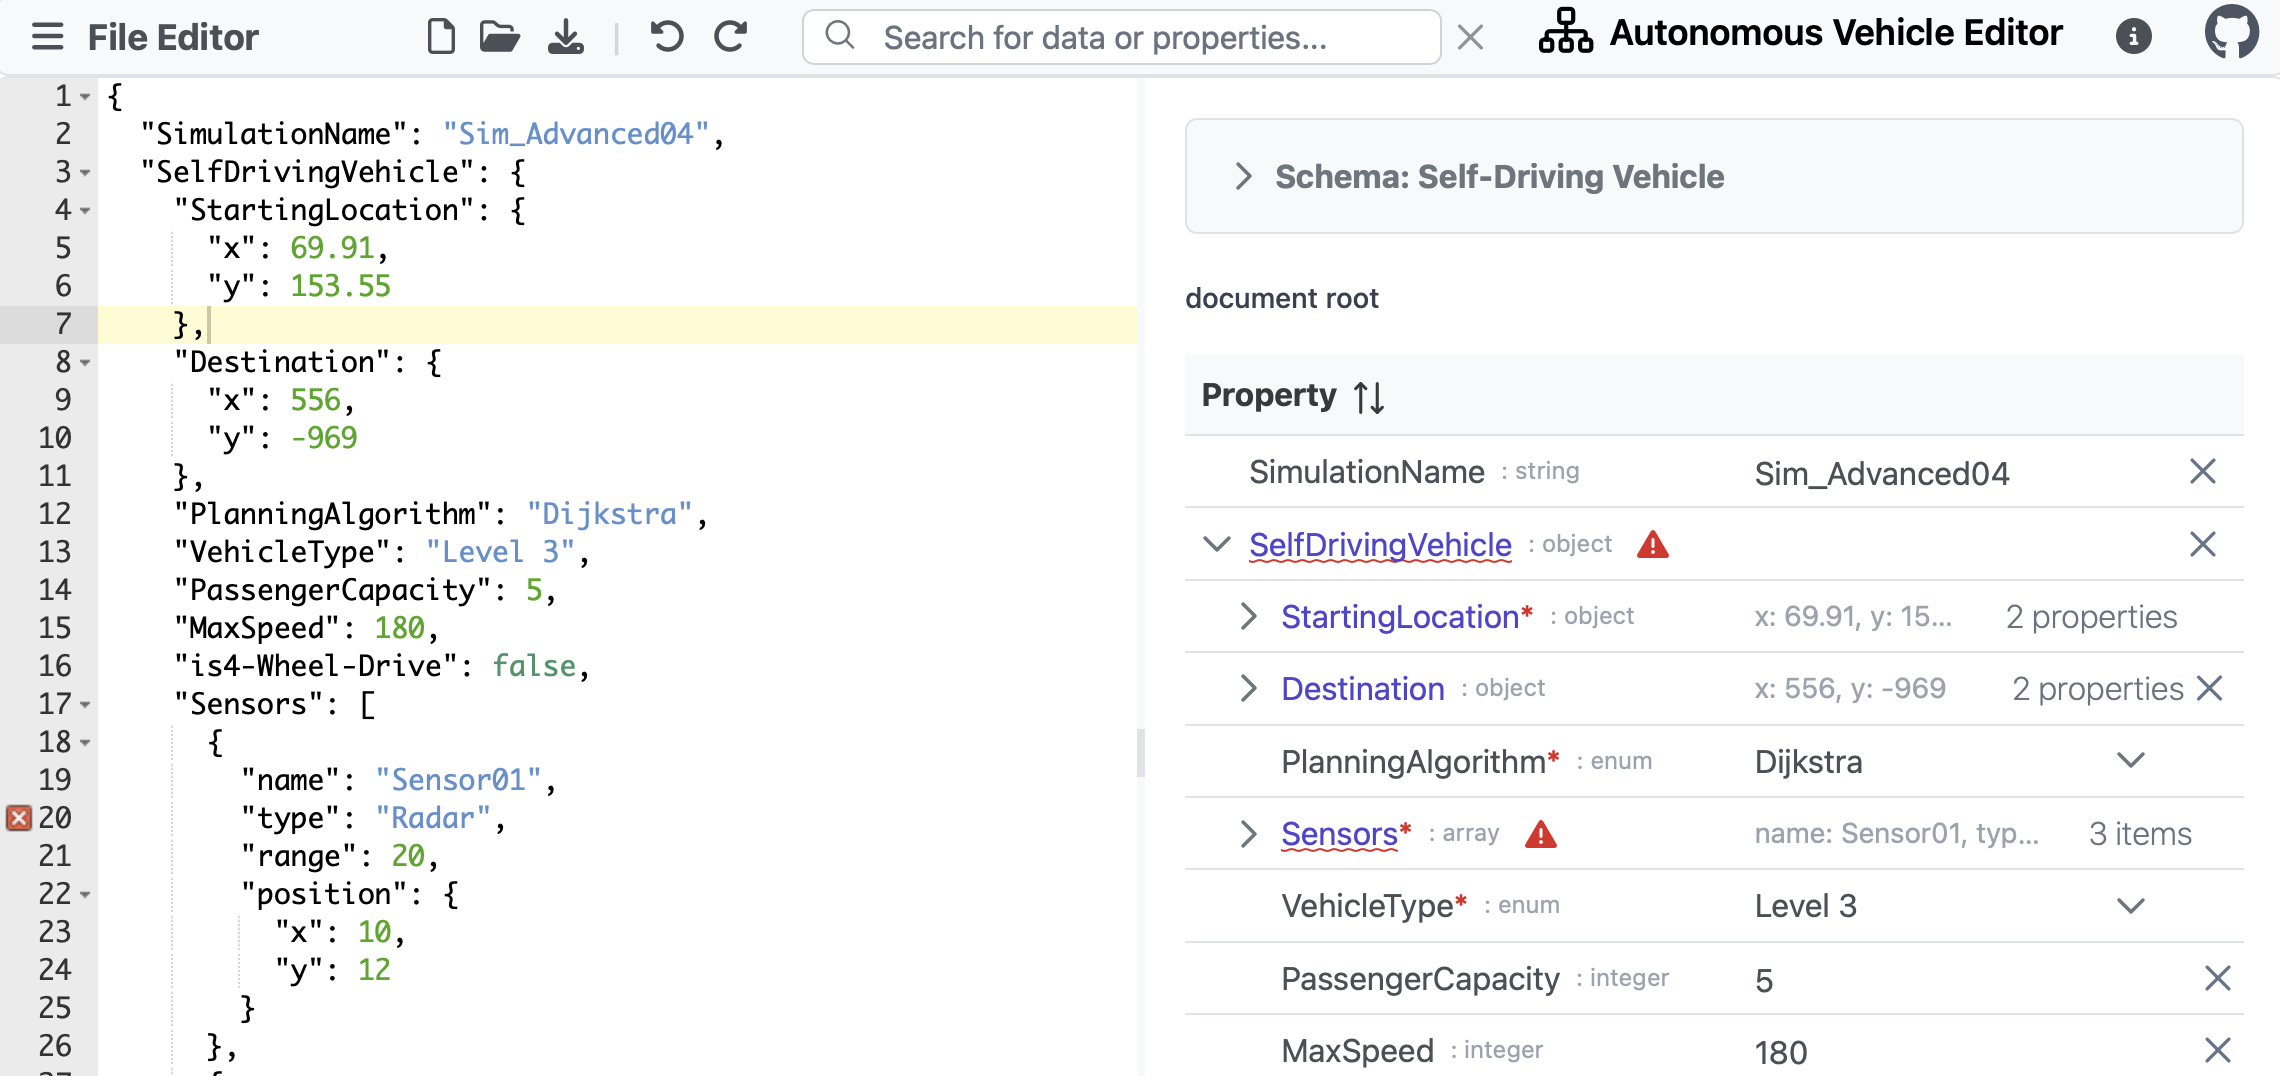 File Editor
Search for data or properties...
Autonomous Vehicle Editor
1 {
2 "SimulationName": "Sim_Advanced04",
3 "SelfDrivingVehicle": {
4 "StartingLocation": {
5 "x": 69.91,
6 "y": 153.55
7 },
8 "Destination": {
9 "x": 556,
10 "y": -969
11 },
12 "PlanningAlgorithm": "Dijkstra",
13 "VehicleType": "Level 3",
14 "PassengerCapacity": 5,
15 "MaxSpeed": 180,
16 "is4-Wheel-Drive": false,
17 "Sensors": [
18 {
19 "name": "Sensor01",
20 "type": "Radar",
21 "range": 20,
22 "position": {
23 "x": 10,
24 "y": 12
25 }
26 },
Schema: Self-Driving Vehicle
document root
Property
SimulationName : string Sim_Advanced04
SelfDrivingVehicle : object
StartingLocation* : object x: 69.91, y: 15... 2 properties
Destination : object x: 556, y: -969 2 properties
PlanningAlgorithm* : enum Dijkstra
Sensors* : array name: Sensor01, typ... 3 items
VehicleType* : enum Level 3
PassengerCapacity : integer 5
MaxSpeed : integer 180